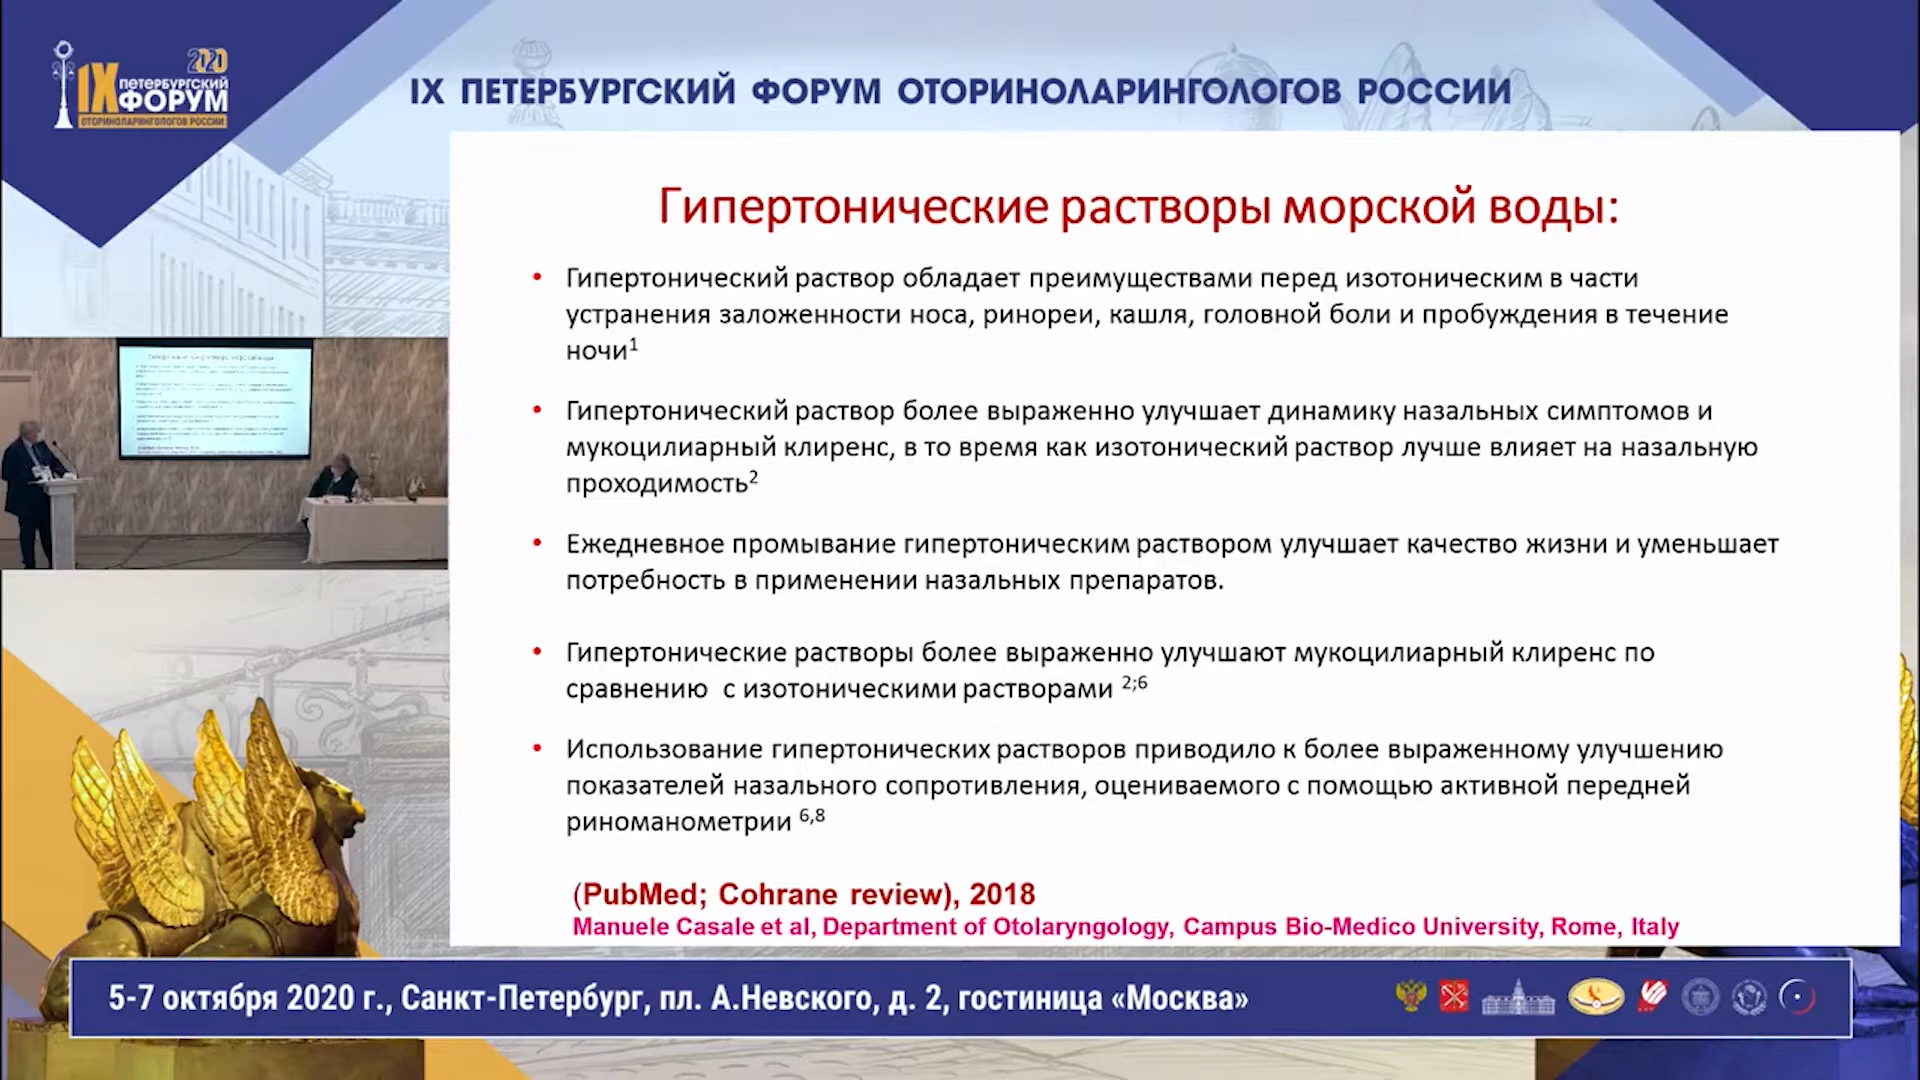 2020
IX ПЕТЕРБУРГСКИЙ
ФОРУМ
ОТОРИНОЛАРИНГОЛОГОВ РОССИИ
IX ПЕТЕРБУРГСКИЙ ФОРУМ ОТОРИНОЛАРИНГОЛОГОВ РОССИИ
Гипертонические растворы морской воды:
• Гипертонический раствор обладает преимуществами перед изотоническим в части
устранения заложенности носа, ринореи, кашля, головной боли и пробуждения в течение
ночи¹
• Гипертонический раствор более выраженно улучшает динамику назальных симптомов и
мукоцилиарный клиренс, в то время как изотонический раствор лучше влияет на назальную
проходимость²
• Ежедневное промывание гипертоническим раствором улучшает качество жизни и уменьшает
потребность в применении назальных препаратов.
• Гипертонические растворы более выраженно улучшают мукоцилиарный клиренс по
сравнению с изотоническими растворами ²;⁶
• Использование гипертонических растворов приводило к более выраженному улучшению
показателей назального сопротивления, оцениваемого с помощью активной передней
риноманометрии ⁶,⁸
(PubMed; Cohrane review), 2018
Manuele Casale et al, Department of Otolaryngology, Campus Bio-Medico University, Rome, Italy
5-7 октября 2020 г., Санкт-Петербург, пл. А.Невского, д. 2, гостиница «Москва»